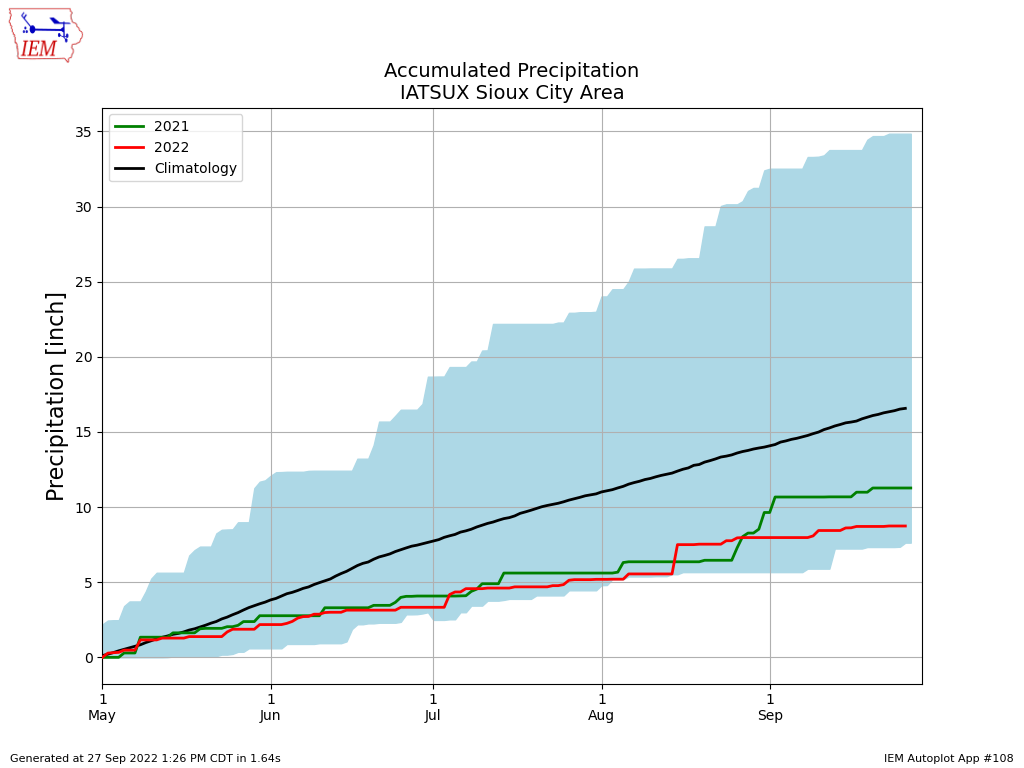 IEM
Accumulated Precipitation
IATSUX Sioux City Area
2021
2022
Climatology
Precipitation [inch]
35
30
25
20
15
10
5
0
1 1 1 1 1
May Jun Jul Aug Sep
Generated at 27 Sep 2022 1:26 PM CDT in 1.64s
IEM Autoplot App #108